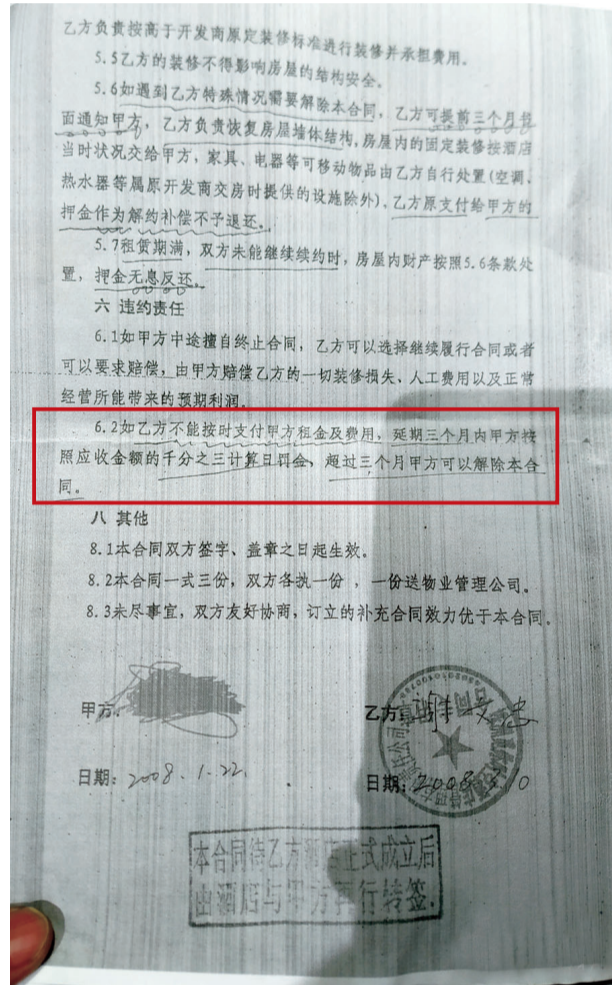 乙方负责按高于开发商原定装修标准进行装修并承担费用。
5.5乙方的装修不得影响房屋的结构安全。
5.6如遇到乙方特殊情况需要解除本合同，乙方可提前三个月书
面通知甲方，乙方负责恢复房屋墙体结构，房屋内的固定装修按酒店
当时状况交给甲方，家具、电器等可移动物品由乙方自行处置(空调、
热水器等属原开发商交房时提供的设施除外)，乙方原支付给甲方的
押金作为解约补偿不予退还。
5.7租赁期满，双方未能继续续约时，房屋内财产按照5.6条款处
置，押金无息反还。
六 违约责任
6.1如甲方中途擅自终止合同，乙方可以选择继续履行合同或者
可以要求赔偿，由甲方赔偿乙方的一切装修损失、人工费用以及正常
经营所能带来的预期利润。
6.2如乙方不能按时支付甲方租金及费用，延期三个月内甲方按
照应收金额的千分之三计算日罚金，超过三个月甲方可以解除本合
同。
八 其他
8.1本合同双方签字、盖章之日起生效。
8.2本合同一式三份，双方各执一份，一份送物业管理公司。
8.3未尽事宜，双方友好协商，订立的补充合同效力优于本合同。
甲方：
乙方：
日期：2008.1.22.
日期：2008.3.10
本合同待乙方酒店正式成立后
由酒店与甲方再行转签.